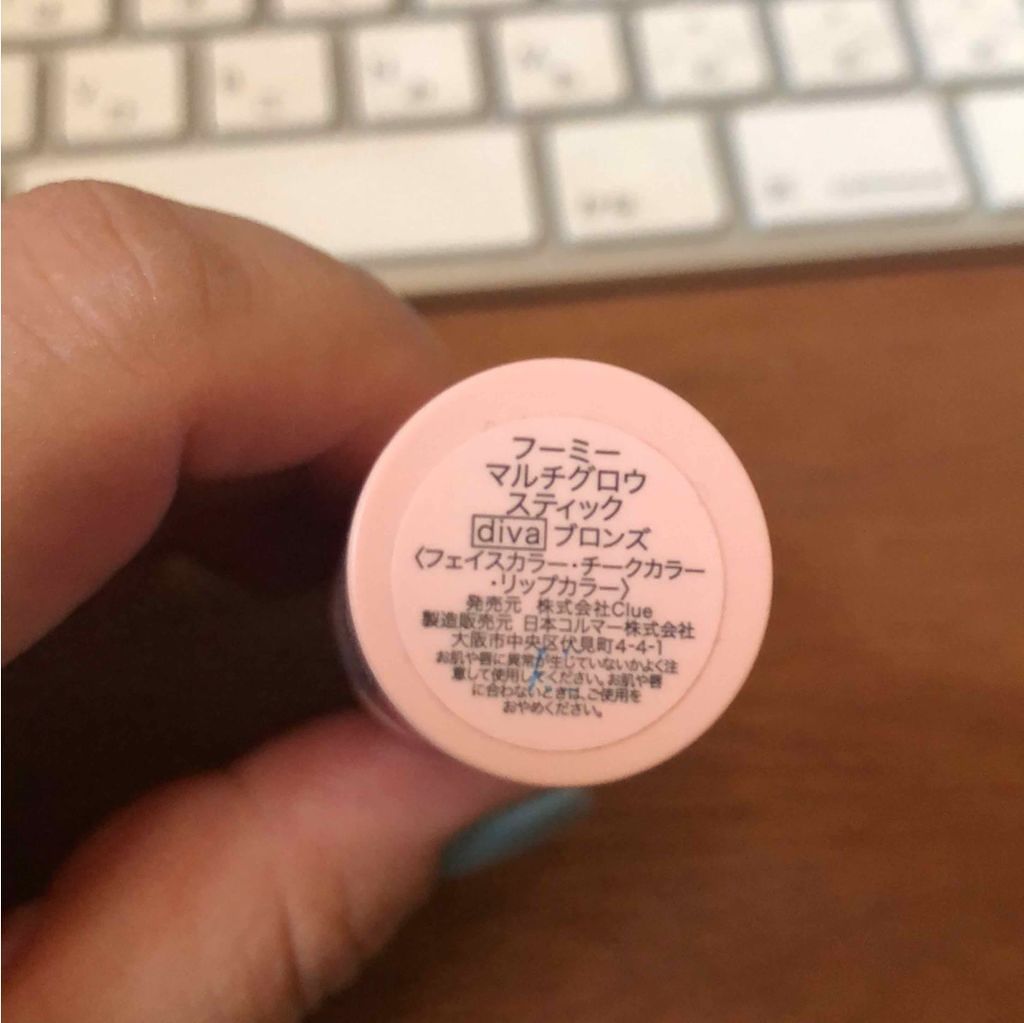 フーミー
マルチグロウ
スティック
diva ブロンズ
〈フェイスカラー・チークカラー
・リップカラー〉
発売元 株式会社Clue
製造販売元 日本コルマー株式会社
大阪市中央区伏見町4-4-1
お肌や唇に異常が生じていないかよく注
意して使用してください。お肌や唇
に合わないときは、ご使用を
おやめください。